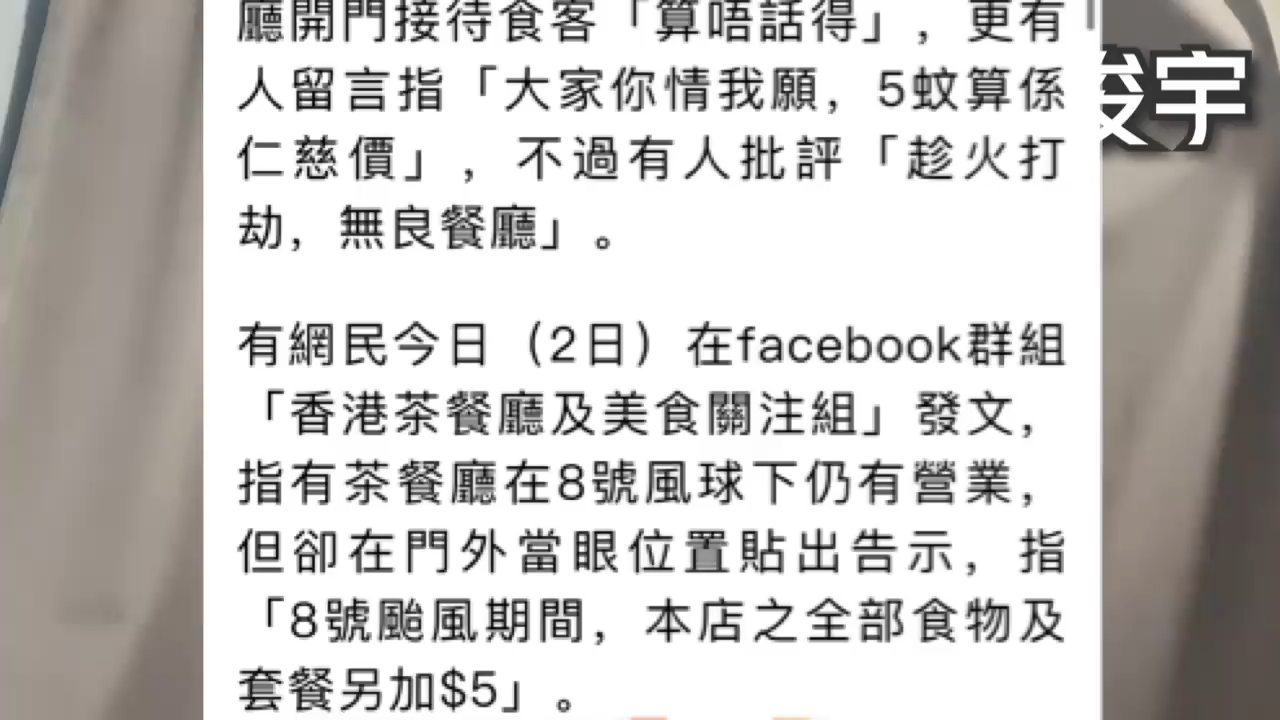 廳開門接待食客「算唔話得」，更有
人留言指「大家你情我願，5蚊算係
仁慈價」，不過有人批評「趁火打
劫，無良餐廳」。
有網民今日（2日）在facebook群組
「香港茶餐廳及美食關注組」發文，
指有茶餐廳在8號風球下仍有營業，
但卻在門外當眼位置貼出告示，指
「8號颱風期間，本店之全部食物及
套餐另加$5」。
宇